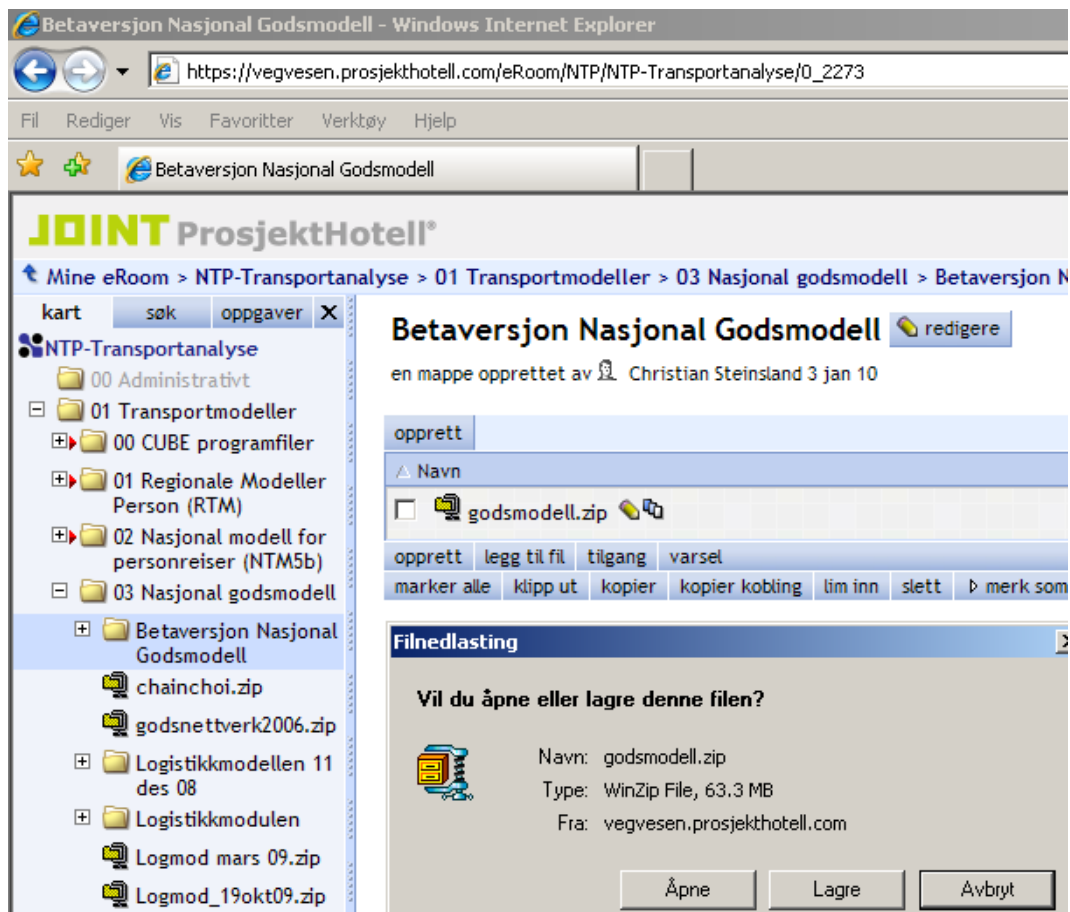 Betaversjon Nasjonal Godsmodell - Windows Internet Explorer
https://vegvesen.prosjekthotell.com/eRoom/NTP/NTP-Transportanalyse/0_2273
Fil Rediger Vis Favoritter Verktøy Hjelp
Betaversjon Nasjonal Godsmodell
JOINT ProsjektHotell®
Mine eRoom > NTP-Transportanalyse > 01 Transportmodeller > 03 Nasjonal godsmodell > Betaversjon N
kart søk oppgaver X
NTP-Transportanalyse
00 Administrativt
01 Transportmodeller
00 CUBE programfiler
01 Regionale Modeller
Person (RTM)
02 Nasjonal modell for
personreiser (NTM5b)
03 Nasjonal godsmodell
Betaversjon Nasjonal
Godsmodell
chainchoi.zip
godsnettverk2006.zip
Logistikkmodellen 11
des 08
Logistikkmodulen
Logmod mars 09.zip
Logmod_19okt09.zip
Betaversjon Nasjonal Godsmodell redigere
en mappe opprettet av Christian Steinsland 3 jan 10
opprett
Navn
godsmodell.zip
opprett legg til fil tilgang varsel
marker alle klipp ut kopier kopier kobling lim inn slett merk som
Filnedlasting
Vil du åpne eller lagre denne filen?
Navn: godsmodell.zip
Type: WinZip File, 63.3 MB
Fra: vegvesen.prosjekthotell.com
Åpne Lagre Avbryt